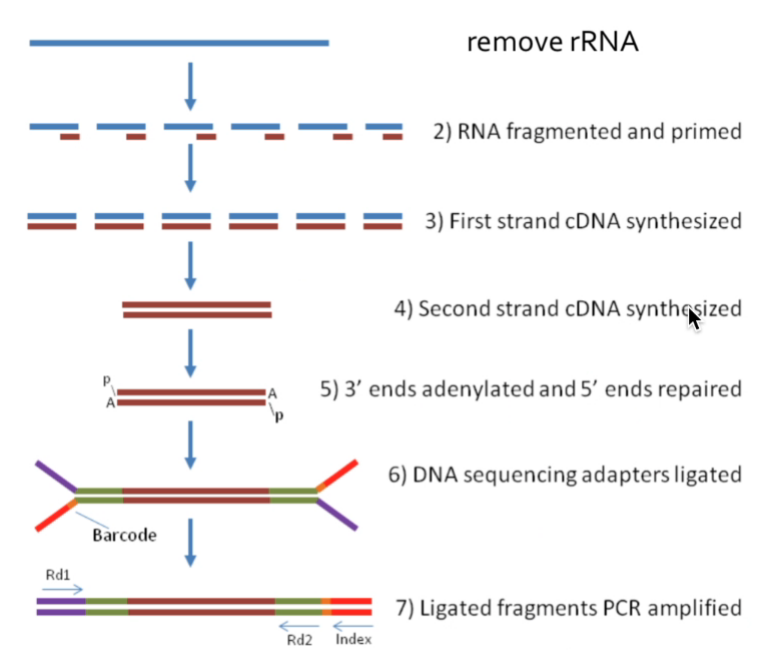 remove rRNA
2) RNA fragmented and primed
3) First strand cDNA synthesized
4) Second strand cDNA synthesized
5) 3’ ends adenylated and 5’ ends repaired
p
A
A
p
6) DNA sequencing adapters ligated
Barcode
Rd1
7) Ligated fragments PCR amplified
Rd2
Index